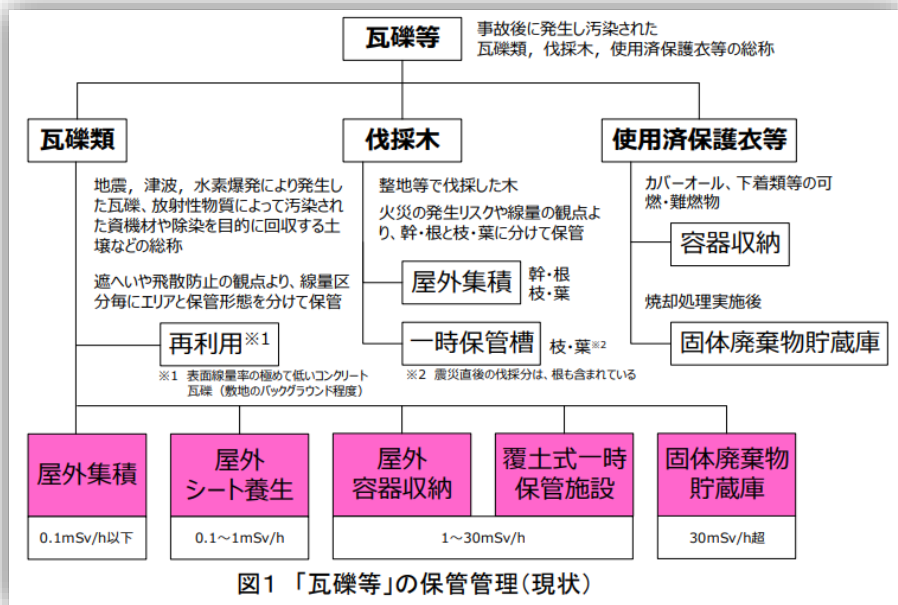 瓦礫等
事故後に発生し汚染された
瓦礫類，伐採木，使用済保護衣等の総称
瓦礫類
地震，津波，水素爆発により発生し
た瓦礫、放射性物質によって汚染され
た資機材や除染を目的に回収する土
壌などの総称
遮へいや飛散防止の観点より、線量区
分毎にエリアと保管形態を分けて保管
再利用※1
※1 表面線量率の極めて低いコンクリート
瓦礫（敷地のバックグラウンド程度）
伐採木
整地等で伐採した木
火災の発生リスクや線量の観点よ
り、幹・根と枝・葉に分けて保管
屋外集積
幹・根
枝・葉
一時保管槽
枝・葉※2
※2 震災直後の伐採分は、根も含まれている
使用済保護衣等
カバーオール、下着類等の可
燃・難燃物
容器収納
焼却処理実施後
固体廃棄物貯蔵庫
屋外集積
0.1mSv/h以下
屋外
シート養生
0.1～1mSv/h
屋外
容器収納
覆土式一時
保管施設
1～30mSv/h
固体廃棄物
貯蔵庫
30mSv/h超
図1 「瓦礫等」の保管管理（現状）